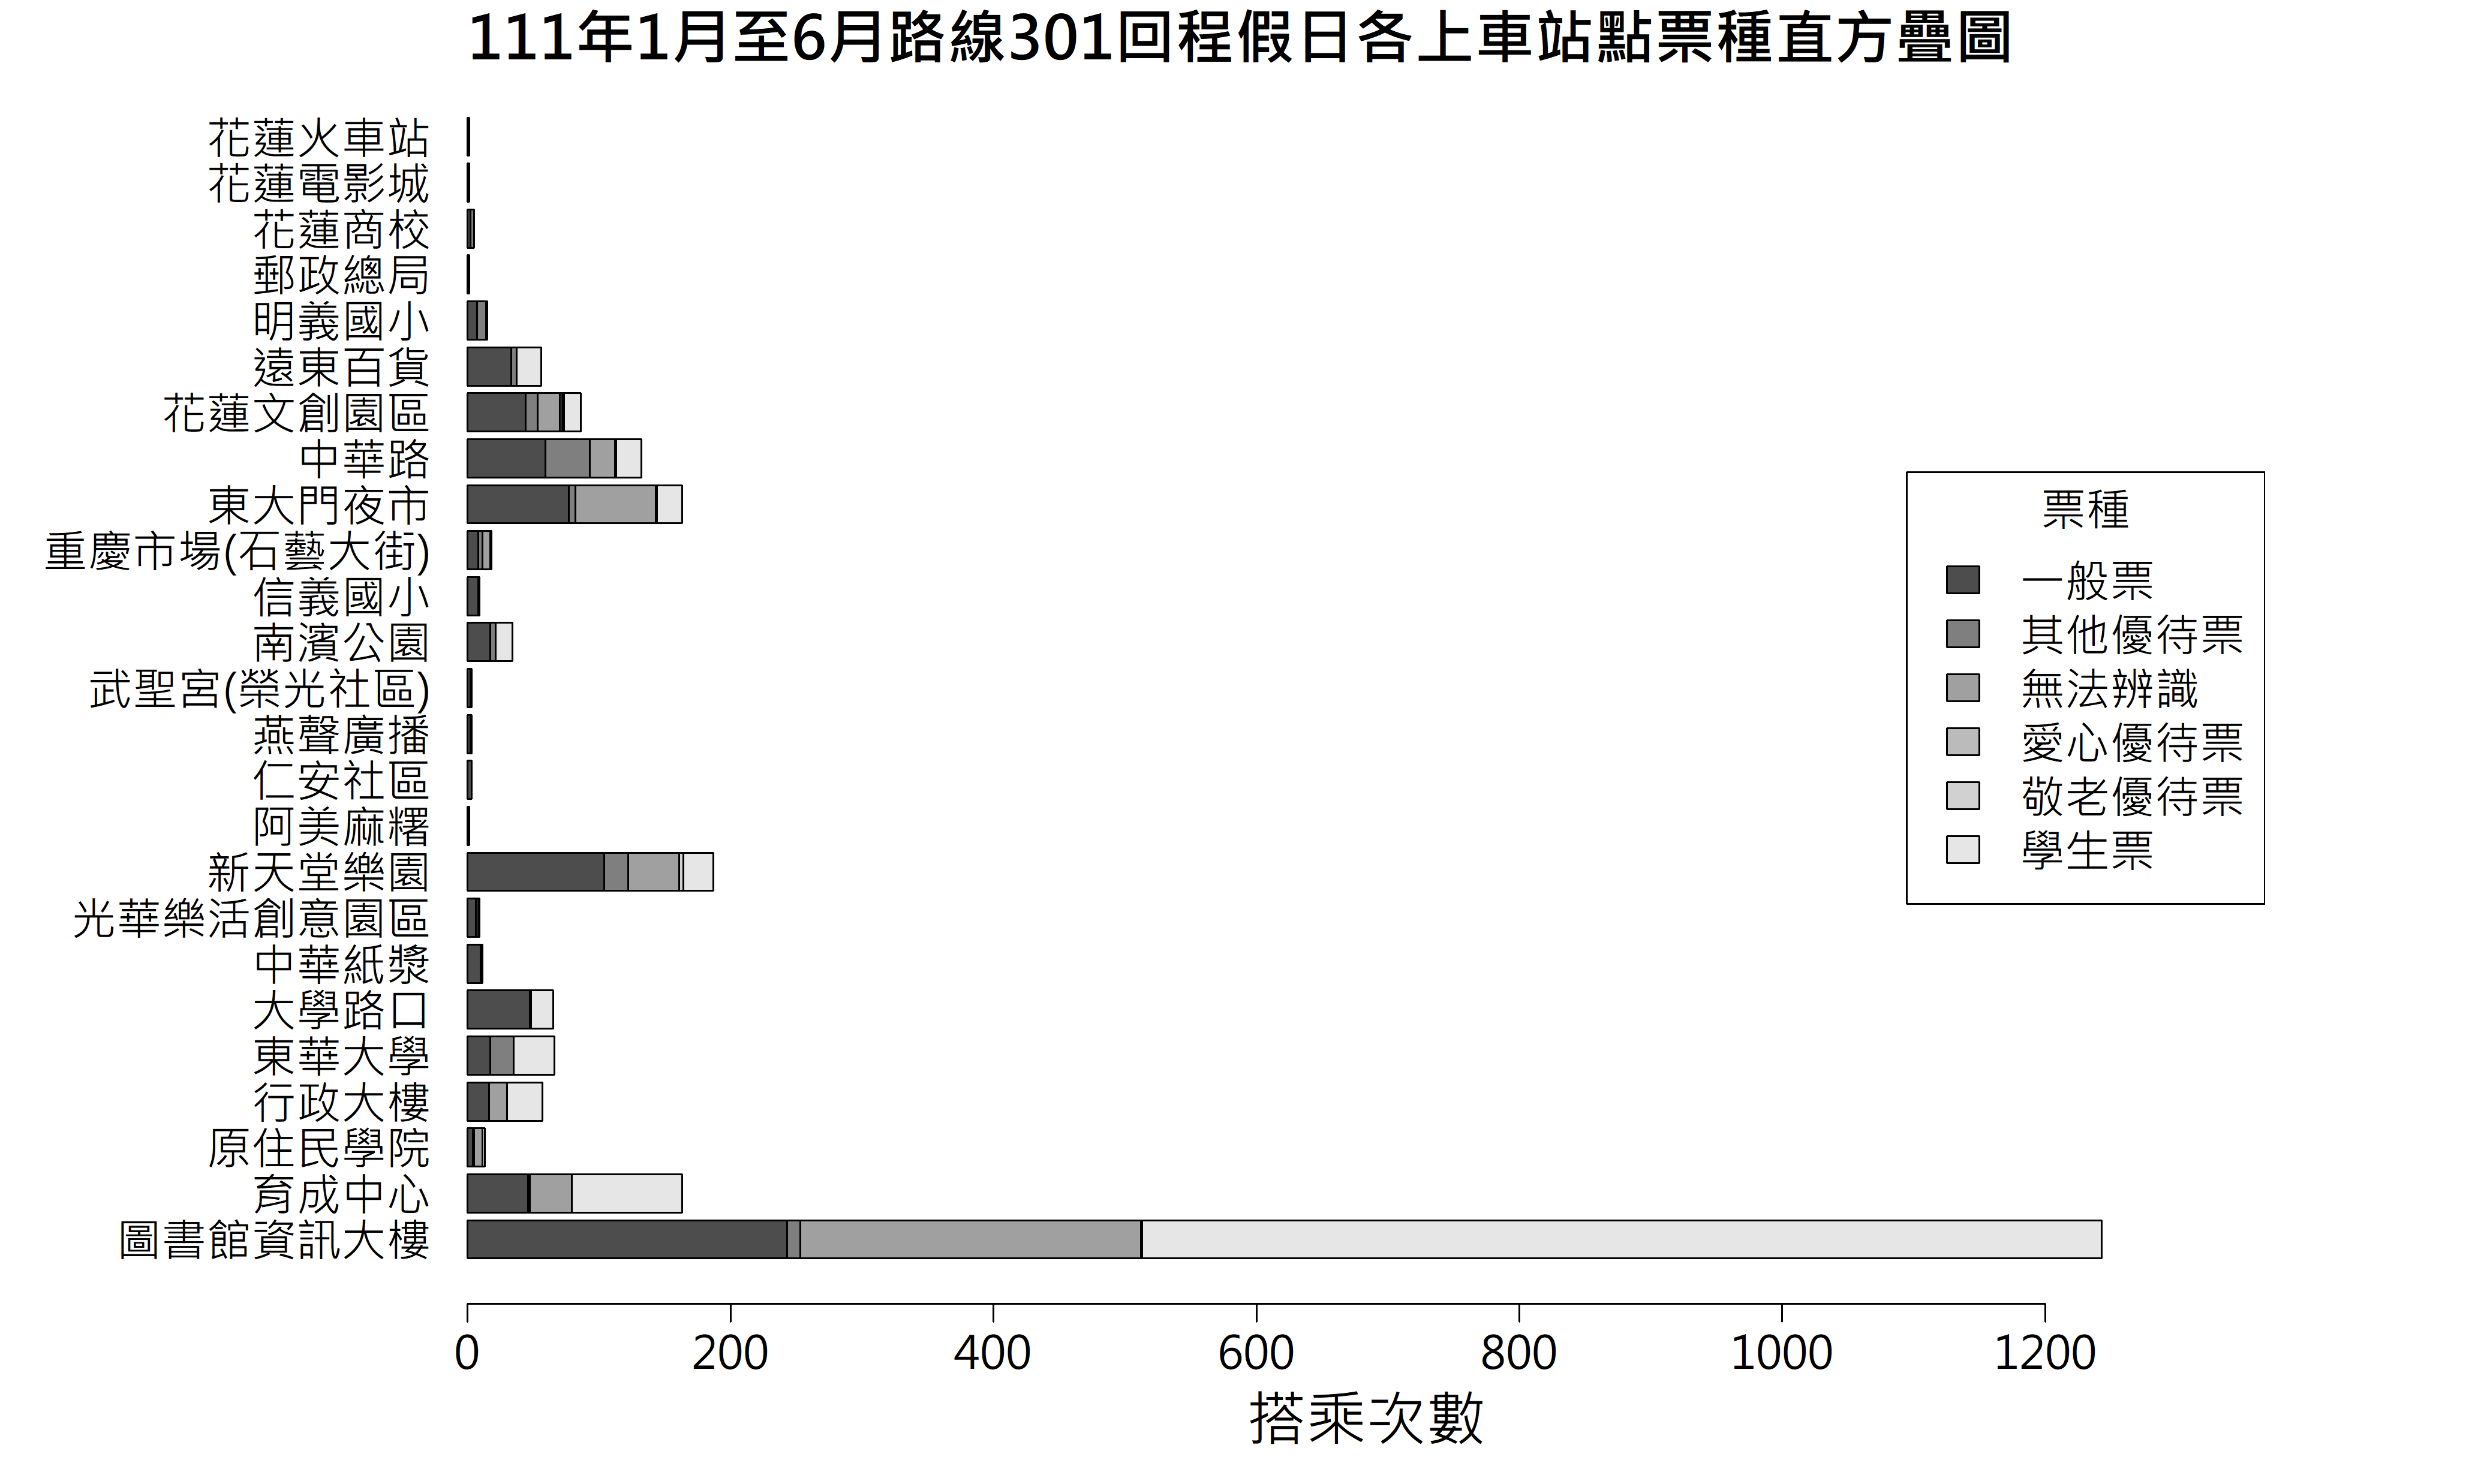 111年1月至6月路線301回程假日各上車站點票種直方疊圖
花蓮火車站
花蓮電影城
花蓮商校
郵政總局
明義國小
遠東百貨
花蓮文創園區
中華路
東大門夜市
重慶市場(石藝大街)
信義國小
南濱公園
武聖宮(榮光社區)
燕聲廣播
仁安社區
阿美麻糬
新天堂樂園
光華樂活創意園區
中華紙漿
大學路口
東華大學
行政大樓
原住民學院
育成中心
圖書館資訊大樓
票種
一般票
其他優待票
無法辨識
愛心優待票
敬老優待票
學生票
0 200 400 600 800 1000 1200
搭乘次數